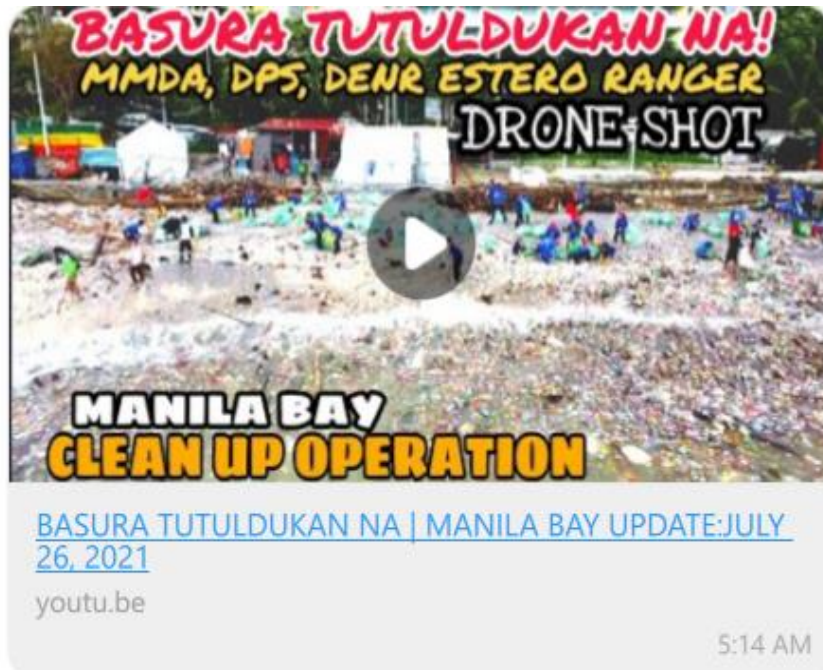 BASURA TUTULDUKAN NA!
MMDA, DPS, DENR ESTERO RANGER
DRONE SHOT
MANILA BAY
CLEAN UP OPERATION
BASURA TUTULDUKAN NA | MANILA BAY UPDATE:JULY
26, 2021
youtu.be
5:14 AM